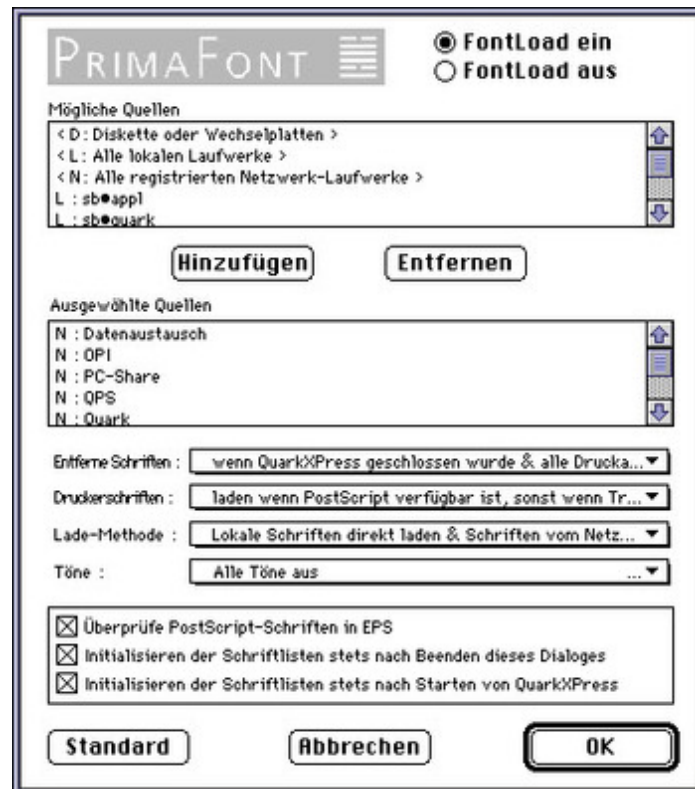 PRIMAFONT
FontLoad ein
FontLoad aus
Mögliche Quellen
< D: Diskette oder Wechselplatten >
< L: Alle lokalen Laufwerke >
< N: Alle registrierten Netzwerk-Laufwerke >
L : sb●appl
L : sb●quark
Hinzufügen Entfernen
Ausgewählte Quellen
N : Datenaustausch
N : OPI
N : PC-Share
N : QPS
N : Quark
Entferne Schriften : wenn QuarkXPress geschlossen wurde & alle Drucka...
Druckerschriften : laden wenn PostScript verfügbar ist, sonst wenn Tr...
Lade-Methode : Lokale Schriften direkt laden & Schriften vom Netz...
Töne : Alle Töne aus ...
Überprüfe PostScript-Schriften in EPS
Initialisieren der Schriftlisten stets nach Beenden dieses Dialoges
Initialisieren der Schriftlisten stets nach Starten von QuarkXPress
Standard Abbrechen OK